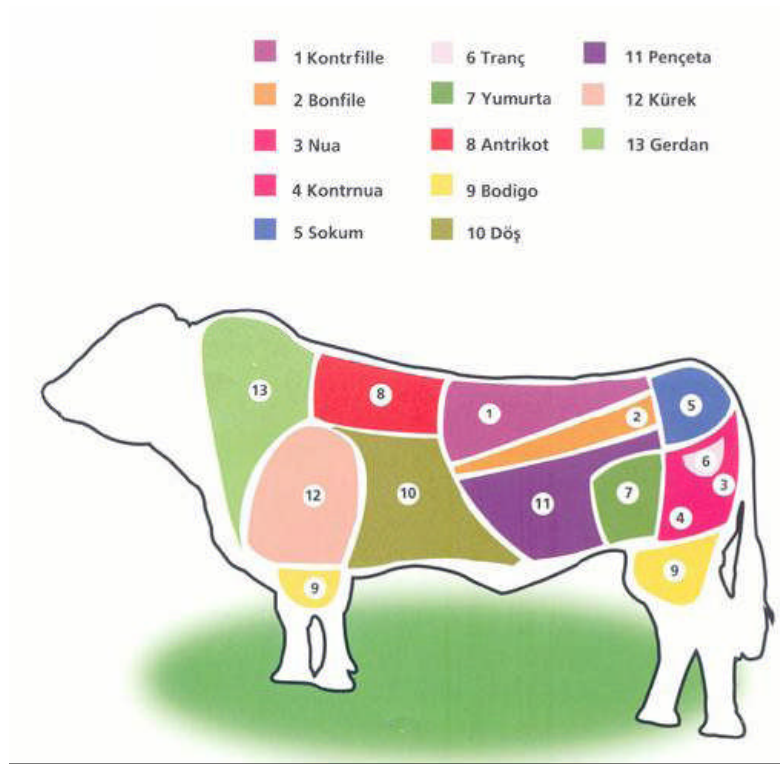 1 Kontrfille
2 Bonfile
3 Nua
4 Kontrnua
5 Sokum
6 Tranç
7 Yumurta
8 Antrikot
9 Bodigo
10 Döş
11 Pençeta
12 Kürek
13 Gerdan
13
8
1
2
5
6
3
12
10
11
7
4
9
9